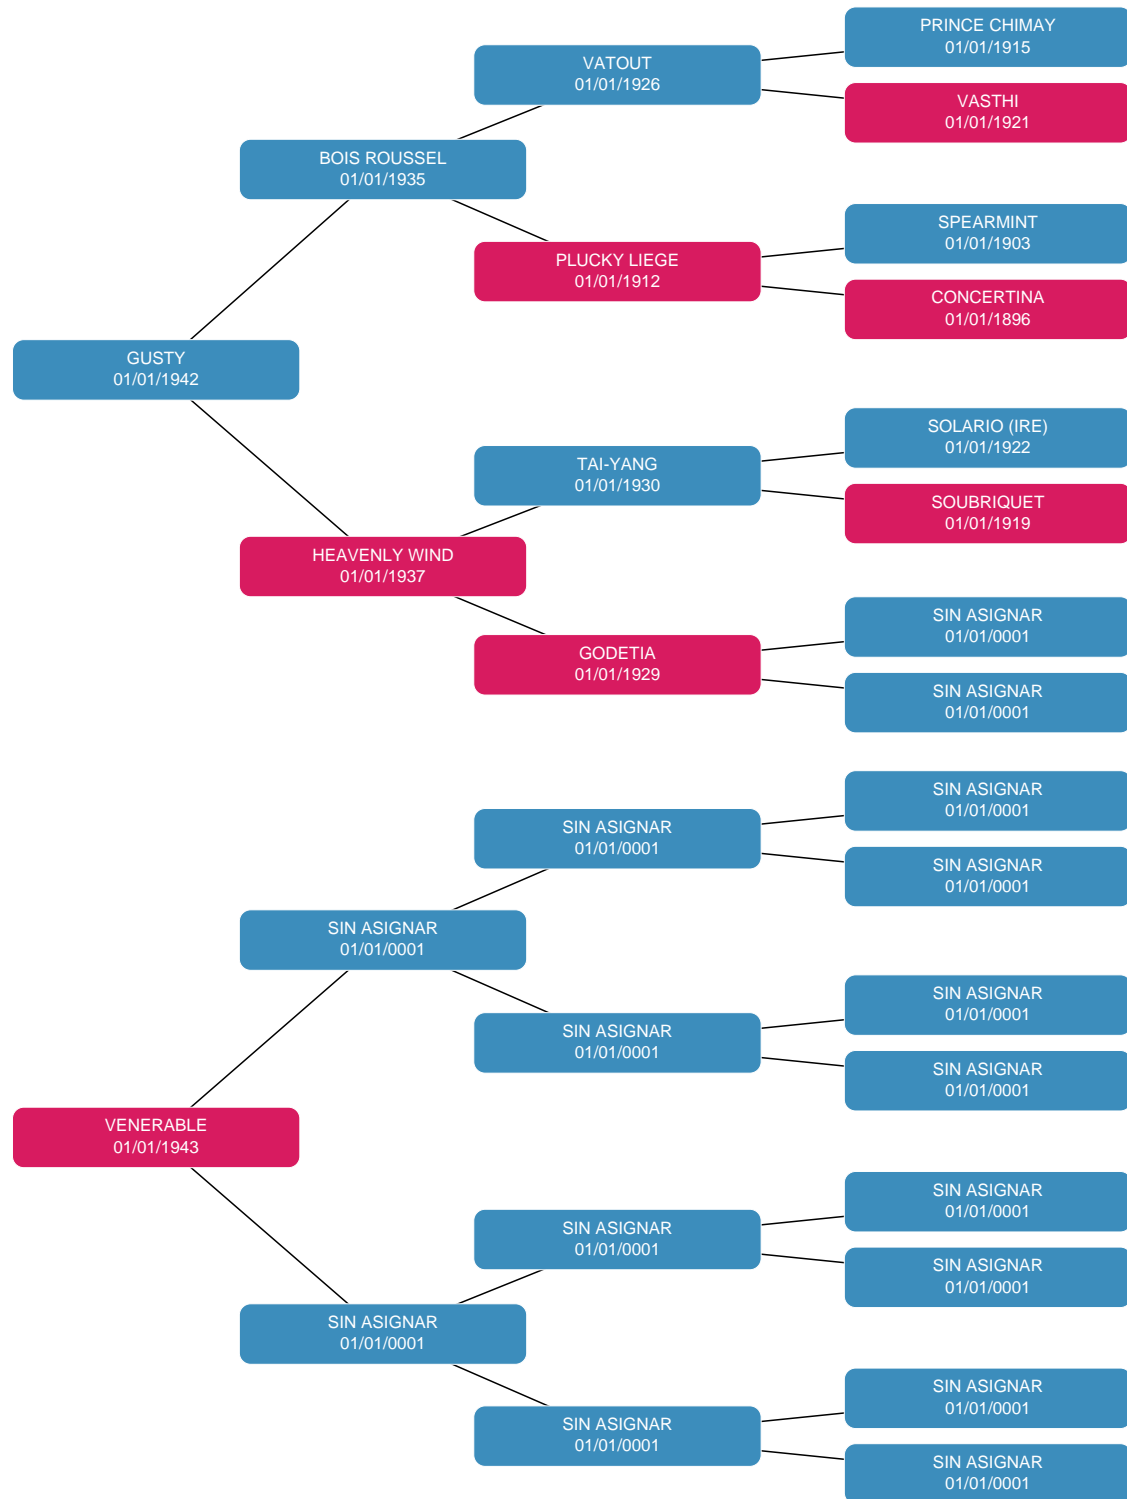 PRINCE CHIMAY
01/01/1915
VATOUT
01/01/1926
VASTHI
01/01/1921
BOIS ROUSSEL
01/01/1935
SPEARMINT
01/01/1903
PLUCKY LIEGE
01/01/1912
CONCERTINA
01/01/1896
GUSTY
01/01/1942
SOLARIO (IRE)
01/01/1922
TAI-YANG
01/01/1930
SOUBRIQUET
01/01/1919
HEAVENLY WIND
01/01/1937
SIN ASIGNAR
01/01/0001
GODETIA
01/01/1929
SIN ASIGNAR
01/01/0001
SIN ASIGNAR
01/01/0001
SIN ASIGNAR
01/01/0001
SIN ASIGNAR
01/01/0001
SIN ASIGNAR
01/01/0001
SIN ASIGNAR
01/01/0001
SIN ASIGNAR
01/01/0001
SIN ASIGNAR
01/01/0001
VENERABLE
01/01/1943
SIN ASIGNAR
01/01/0001
SIN ASIGNAR
01/01/0001
SIN ASIGNAR
01/01/0001
SIN ASIGNAR
01/01/0001
SIN ASIGNAR
01/01/0001
SIN ASIGNAR
01/01/0001
SIN ASIGNAR
01/01/0001